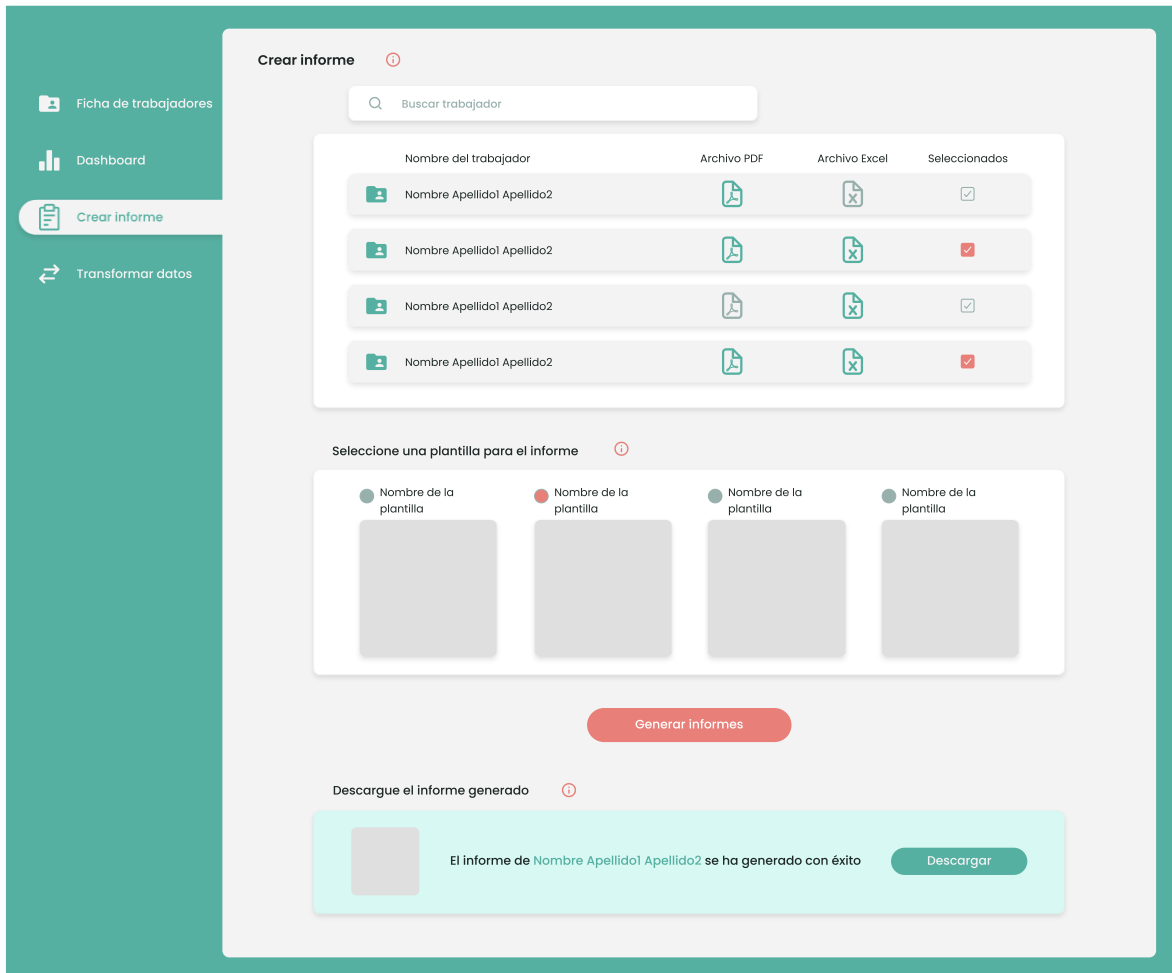 Ficha de trabajadores
Dashboard
Crear informe
Transformar datos
Crear informe
Buscar trabajador
Nombre del trabajador Archivo PDF Archivo Excel Seleccionados
Nombre Apellido1 Apellido2
Nombre Apellido1 Apellido2
Nombre Apellido1 Apellido2
Nombre Apellido1 Apellido2
Seleccione una plantilla para el informe
Nombre de la
plantilla
Nombre de la
plantilla
Nombre de la
plantilla
Nombre de la
plantilla
Generar informes
Descargue el informe generado
El informe de Nombre Apellido1 Apellido2 se ha generado con éxito
Descargar